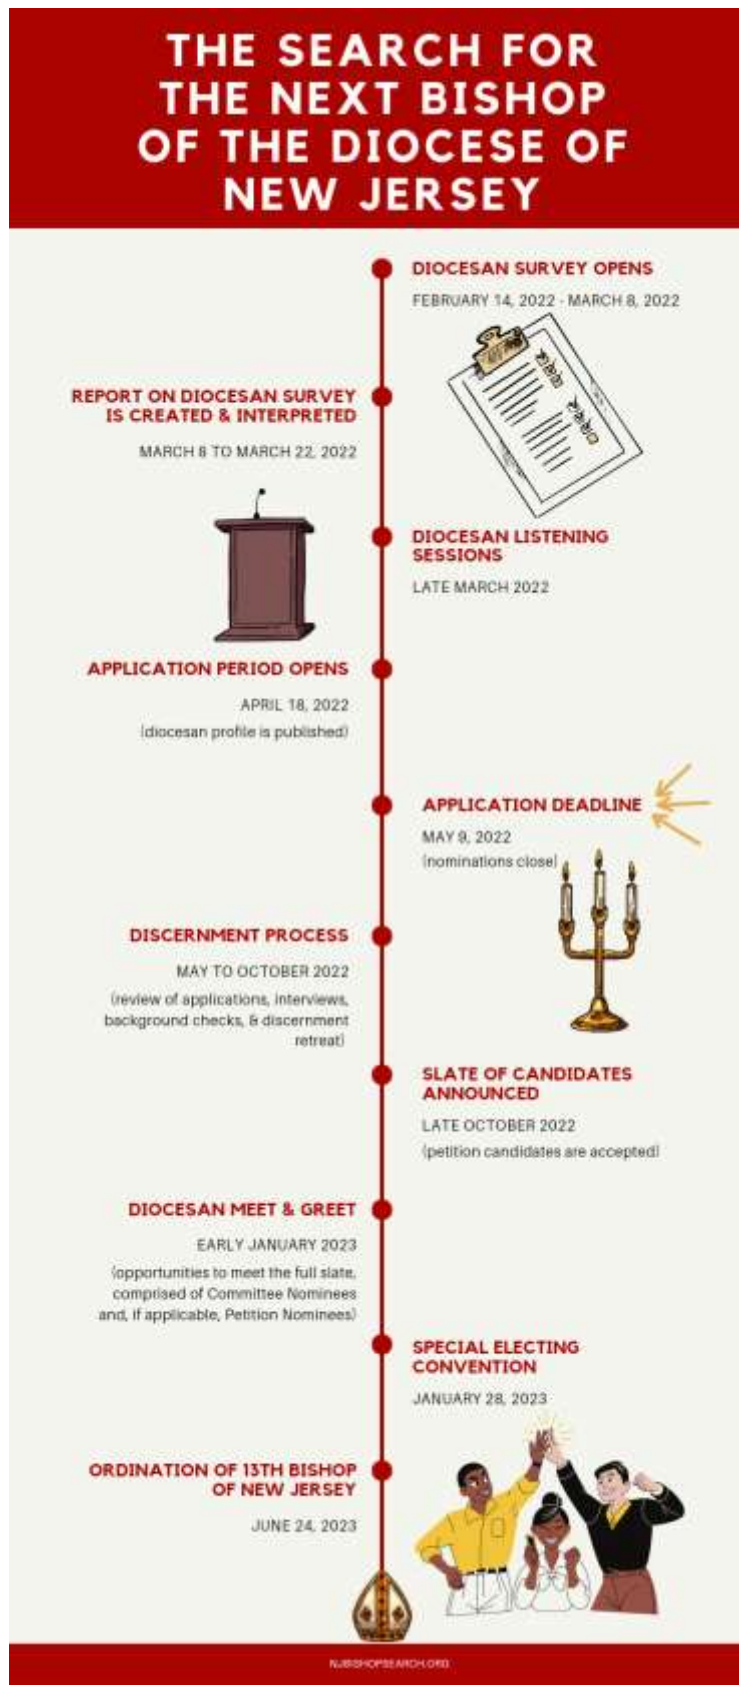 THE SEARCH FOR
THE NEXT BISHOP
OF THE DIOCESE OF
NEW JERSEY
DIOCESAN SURVEY OPENS
FEBRUARY 14, 2022 - MARCH 8, 2022
REPORT ON DIOCESAN SURVEY
IS CREATED & INTERPRETED
MARCH 8 TO MARCH 22, 2022
DIOCESAN LISTENING
SESSIONS
LATE MARCH 2022
APPLICATION PERIOD OPENS
APRIL 18, 2022
(diocesan profile is published)
APPLICATION DEADLINE
MAY 9, 2022
(nominations close)
DISCERNMENT PROCESS
MAY TO OCTOBER 2022
(review of applications, interviews,
background checks, & discernment
retreat)
SLATE OF CANDIDATES
ANNOUNCED
LATE OCTOBER 2022
(petition candidates are accepted)
DIOCESAN MEET & GREET
EARLY JANUARY 2023
(opportunities to meet the full slate,
comprised of Committee Nominees
and, if applicable, Petition Nominees)
SPECIAL ELECTING
CONVENTION
JANUARY 28, 2023
ORDINATION OF 13TH BISHOP
OF NEW JERSEY
JUNE 24, 2023
NJBISHOPSEARCH.ORG